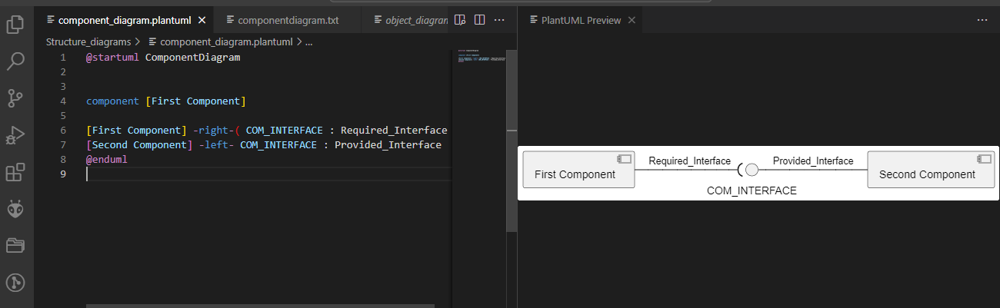 component_diagram.plantuml
componentdiagram.txt
object_diagran
PlantUML Preview
Structure_diagrams > component_diagram.plantuml > ...
1 @startuml ComponentDiagram
2
3
4 component [First Component]
5
6 [First Component] -right-( COM_INTERFACE : Required_Interface
7 [Second Component] -left- COM_INTERFACE : Provided_Interface
8 @enduml
9
First Component
Required_Interface
COM_INTERFACE
Provided_Interface
Second Component